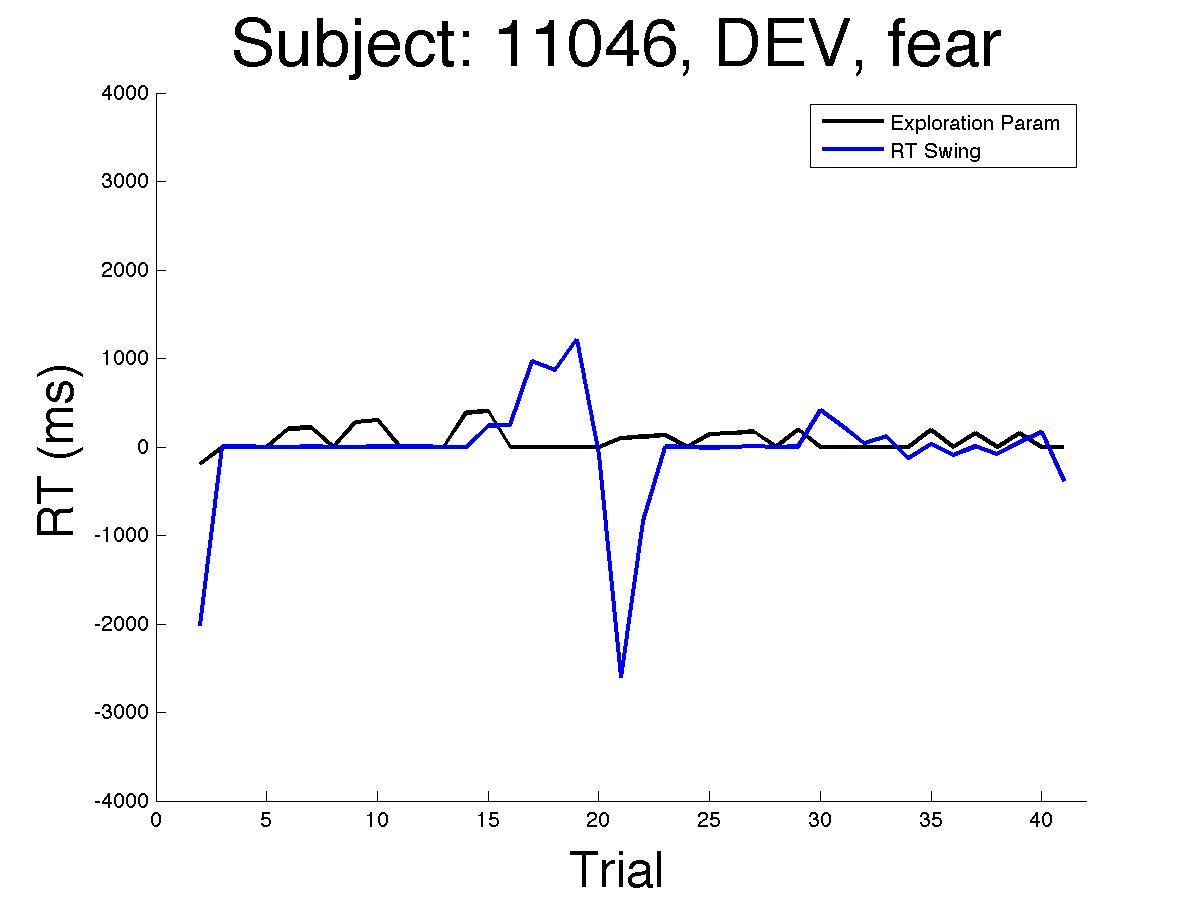 Subject: 11046, DEV, fear
4000
3000
2000
1000
0
-1000
-2000
-3000
-4000
RT (ms)
Exploration Param
RT Swing
0 5 10 15 20 25 30 35 40
Trial